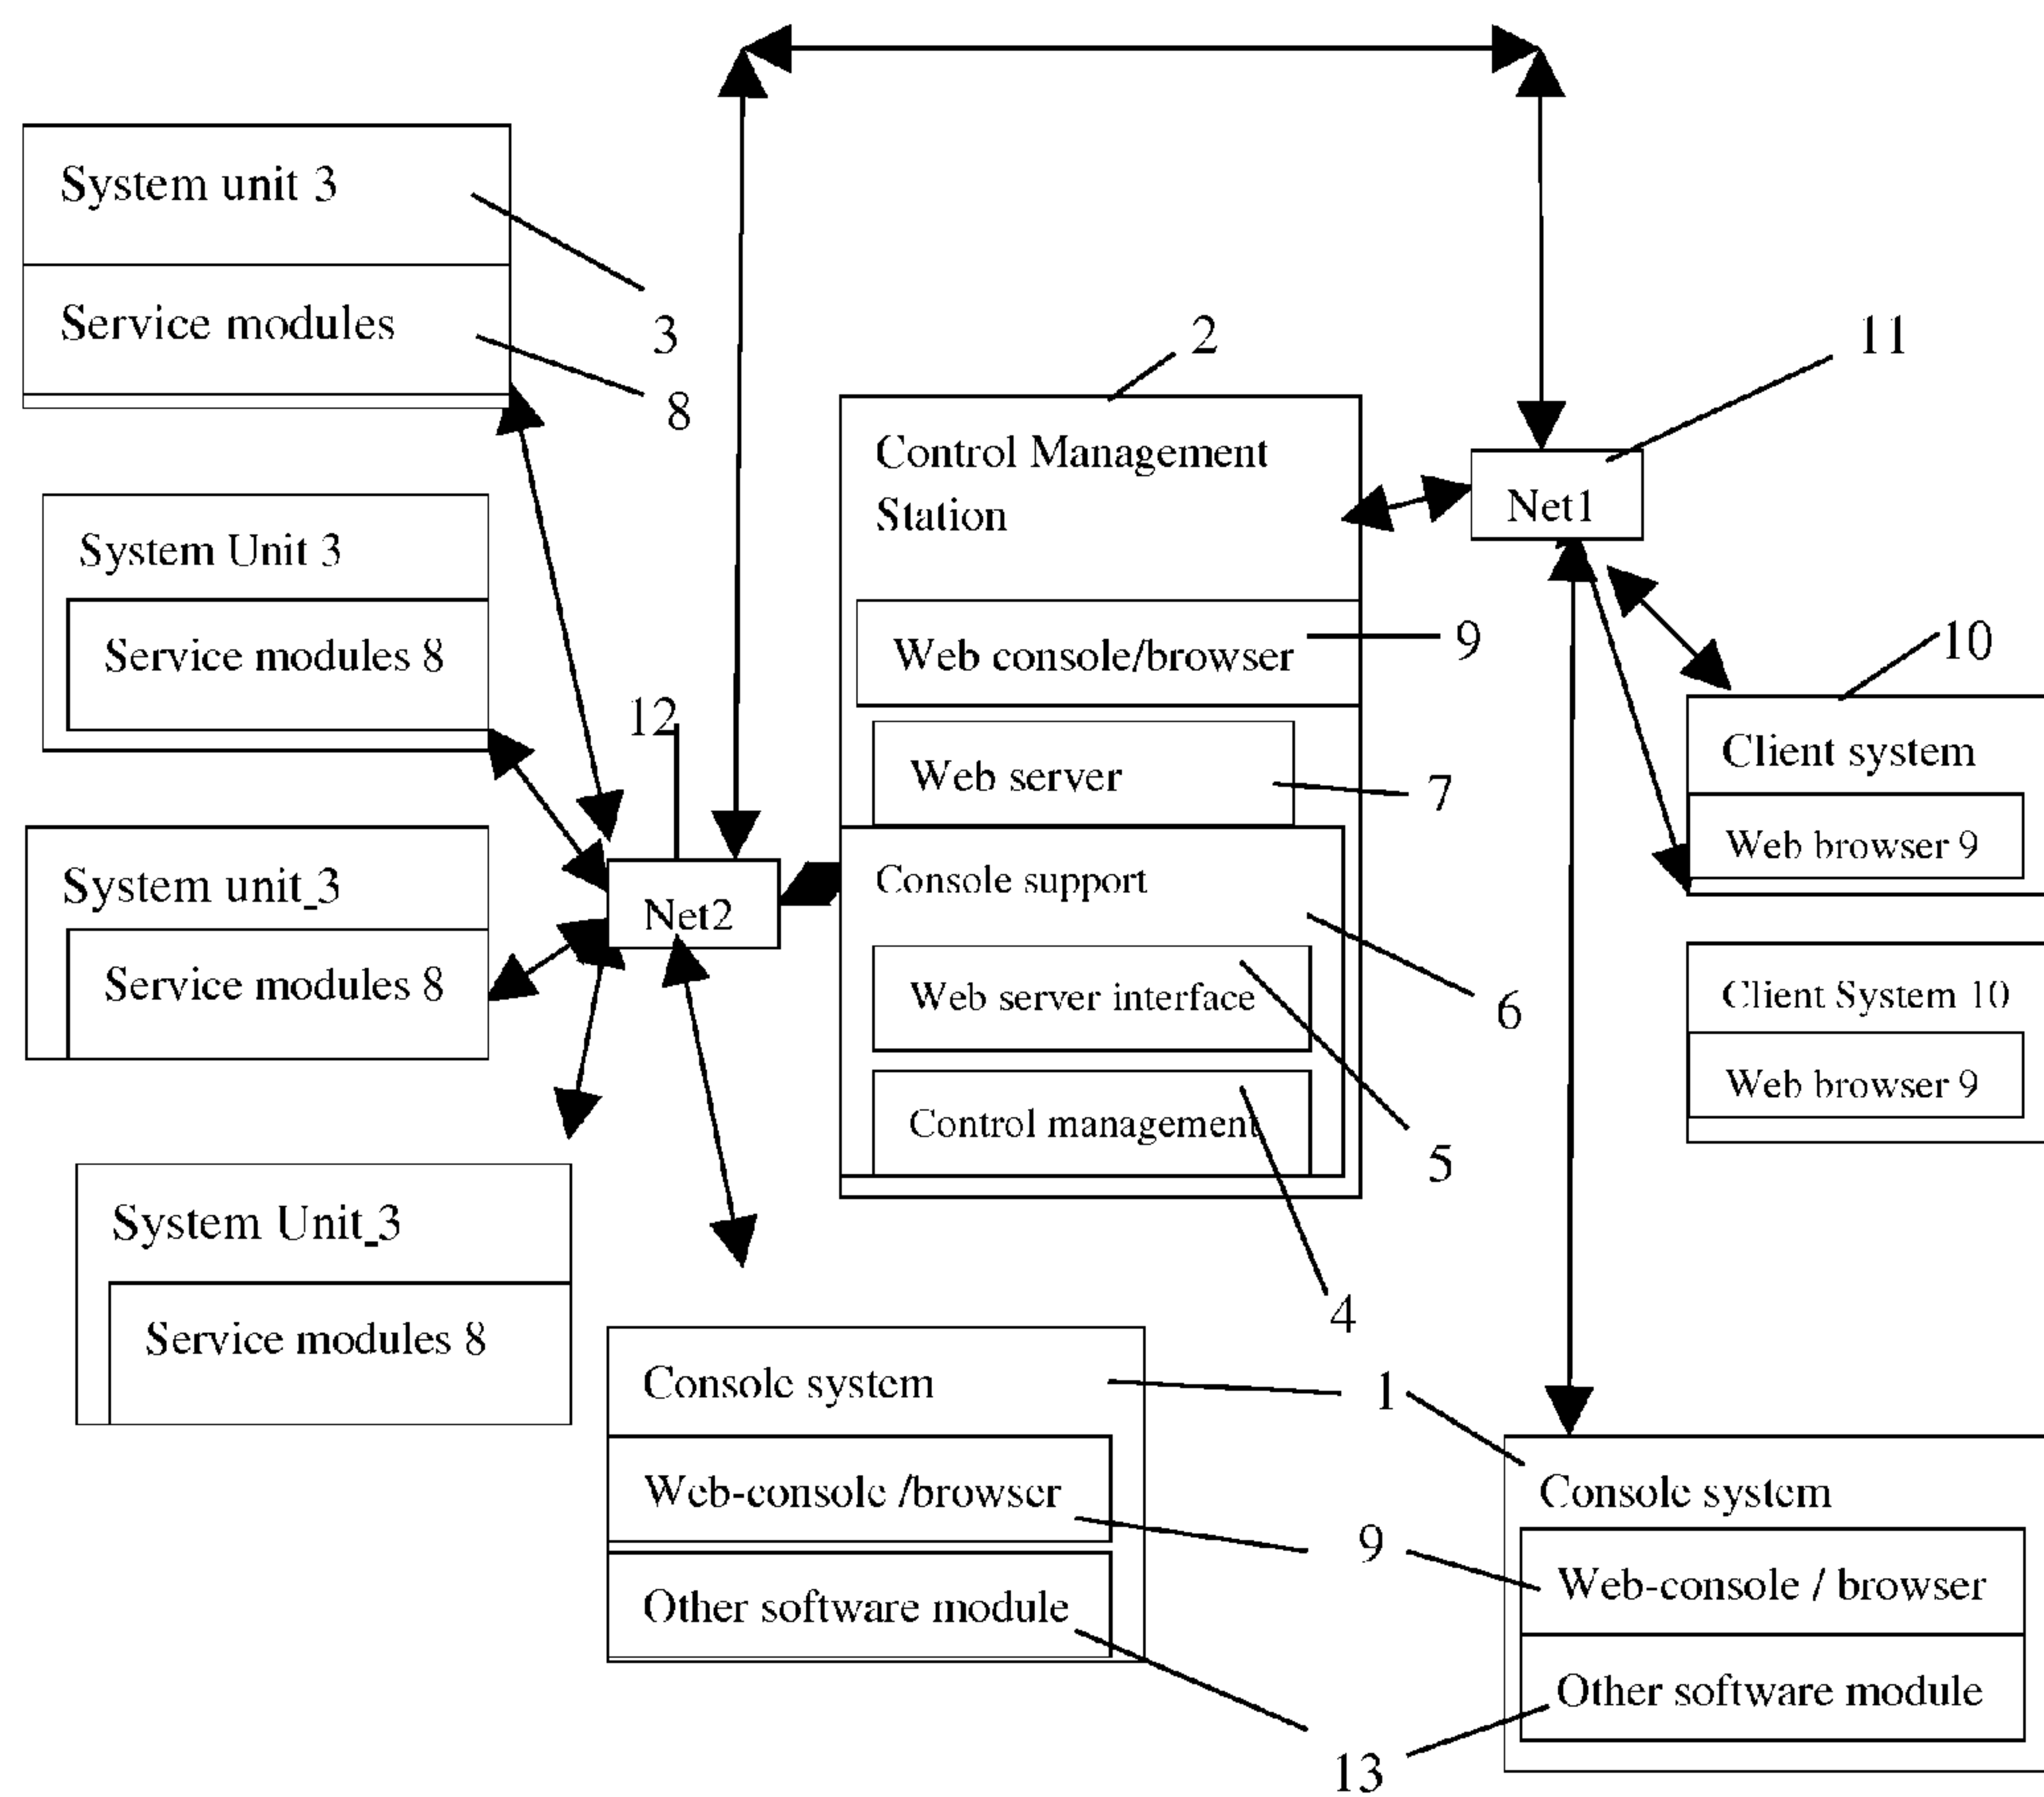 System unit 3
Service modules
3
8
System Unit 3
Service modules 8
12
System unit_3
Service modules 8
Net2
System Unit_3
Service modules 8
2
Control Management
Station
Web console/browser
9
Web server
7
Console support
6
Web server interface
5
Control management
4
11
Net1
10
Client system
Web browser 9
Client System 10
Web browser 9
Console system
1
Web-console /browser
9
Other software module
13
Console system
Web-console / browser
Other software module